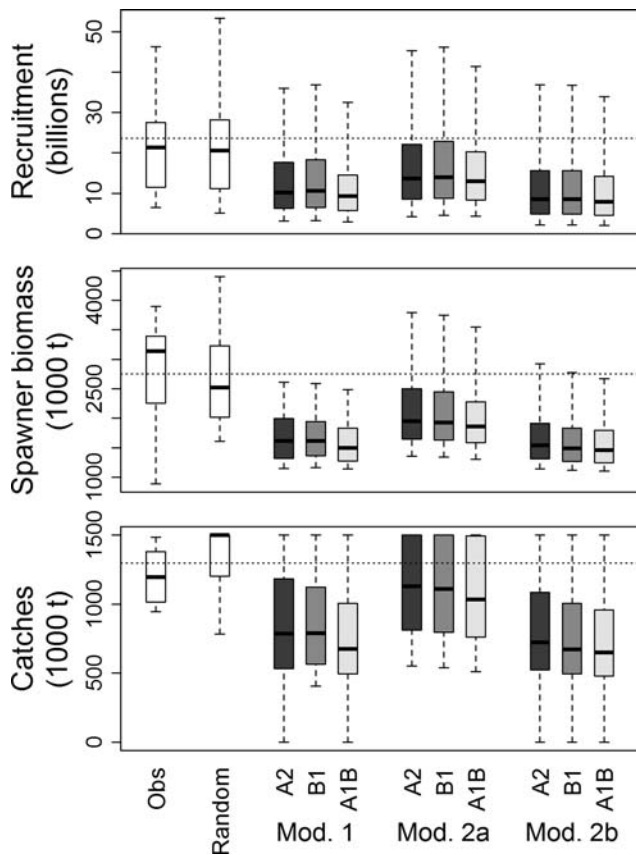 Recruitment
(billions)
50
30
10
0
Spawner biomass
(1000 t)
4000
2500
1000
Catches
(1000 t)
1500
1000
500
0
Obs
Random
A2
B1
A1B
A2
B1
A1B
A2
B1
A1B
Mod. 1
Mod. 2a
Mod. 2b